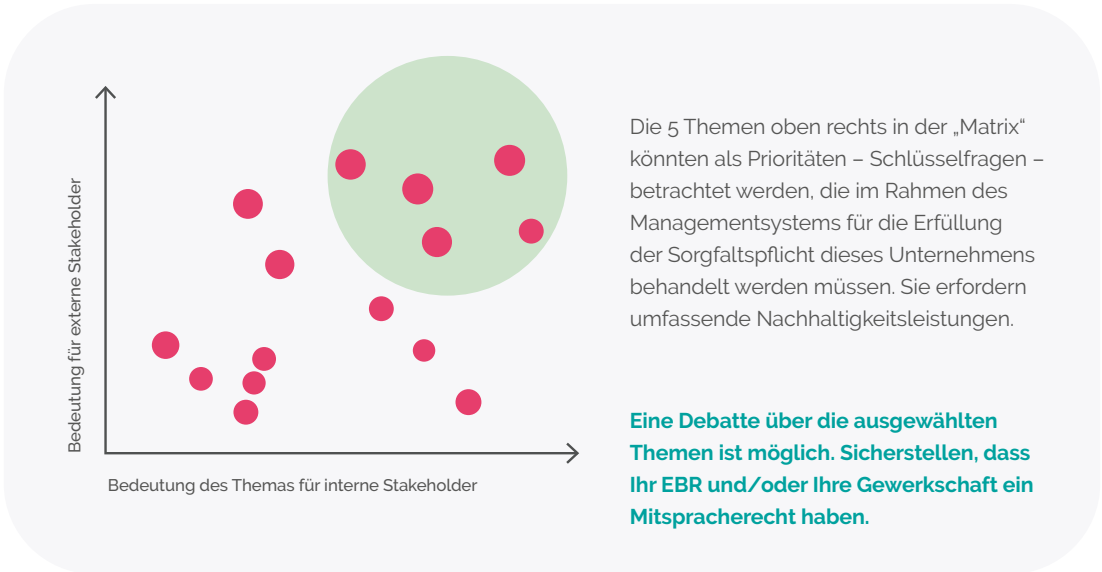 Bedeutung für externe Stakeholder
Bedeutung des Themas für interne Stakeholder
Die 5 Themen oben rechts in der „Matrix“
könnten als Prioritäten – Schlüsselfragen –
betrachtet werden, die im Rahmen des
Managementsystems für die Erfüllung
der Sorgfaltspflicht dieses Unternehmens
behandelt werden müssen. Sie erfordern
umfassende Nachhaltigkeitsleistungen.
Eine Debatte über die ausgewählten
Themen ist möglich. Sicherstellen, dass
Ihr EBR und/oder Ihre Gewerkschaft ein
Mitspracherecht haben.